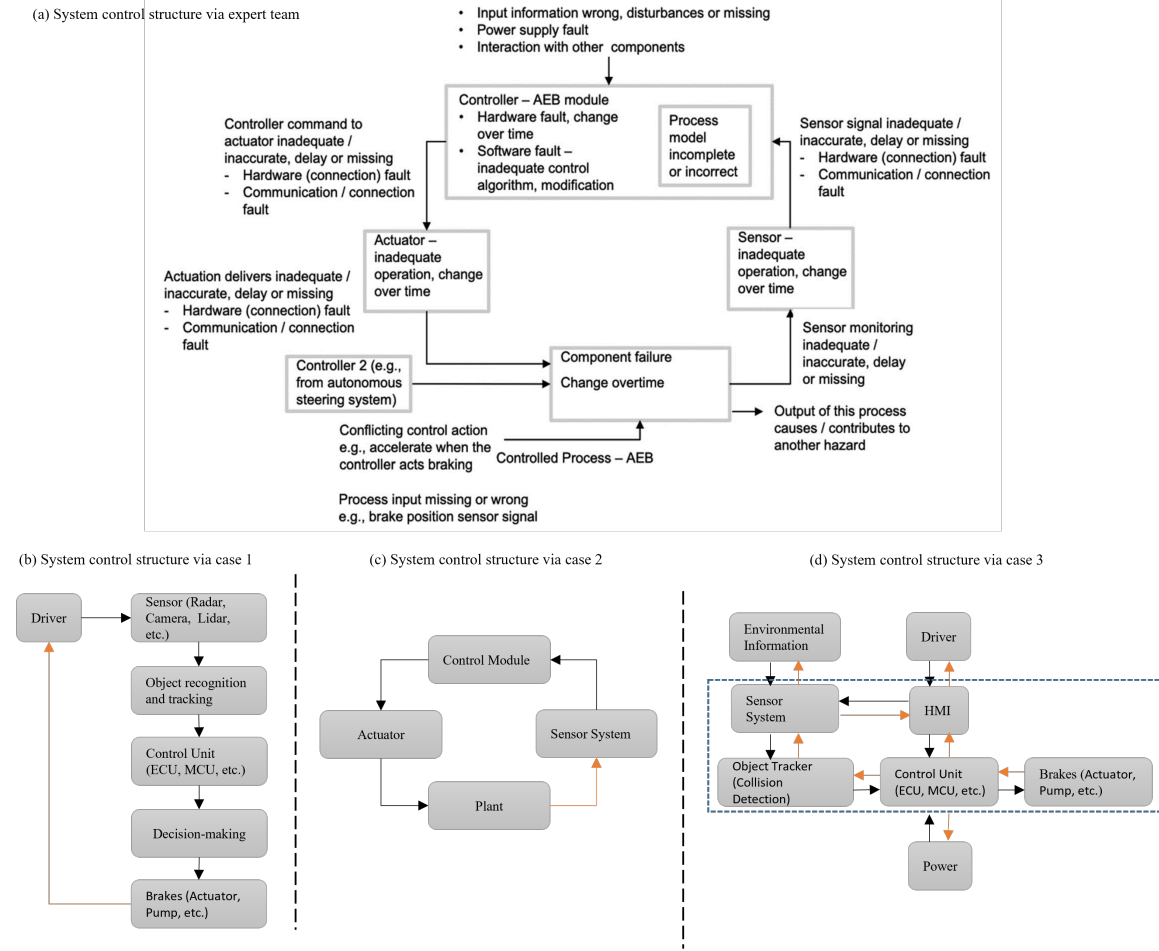 (a) System control structure via expert team
• Input information wrong, disturbances or missing
• Power supply fault
• Interaction with other components
Controller – AEB module
• Hardware fault, change
over time
• Software fault –
inadequate control
algorithm, modification
Process
model
incomplete
or incorrect
Controller command to
actuator inadequate /
inaccurate, delay or missing
- Hardware (connection) fault
- Communication / connection
fault
Sensor signal inadequate /
inaccurate, delay or missing
- Hardware (connection) fault
- Communication / connection
fault
Actuator –
inadequate
operation, change
over time
Sensor –
inadequate
operation, change
over time
Actuation delivers inadequate /
inaccurate, delay or missing
- Hardware (connection) fault
- Communication / connection
fault
Sensor monitoring
inadequate /
inaccurate, delay
or missing
Controller 2 (e.g.,
from autonomous
steering system)
Component failure
Change overtime
Output of this process
causes / contributes to
another hazard
Conflicting control action
e.g., accelerate when the
controller acts braking
Controlled Process – AEB
Process input missing or wrong
e.g., brake position sensor signal
(b) System control structure via case 1
Driver
Sensor (Radar,
Camera, Lidar,
etc.)
Object recognition
and tracking
Control Unit
(ECU, MCU, etc.)
Decision-making
Brakes (Actuator,
Pump, etc.)
(c) System control structure via case 2
Control Module
Actuator
Sensor System
Plant
(d) System control structure via case 3
Environmental
Information
Driver
Sensor
System
HMI
Object Tracker
(Collision
Detection)
Control Unit
(ECU, MCU, etc.)
Brakes (Actuator,
Pump, etc.)
Power